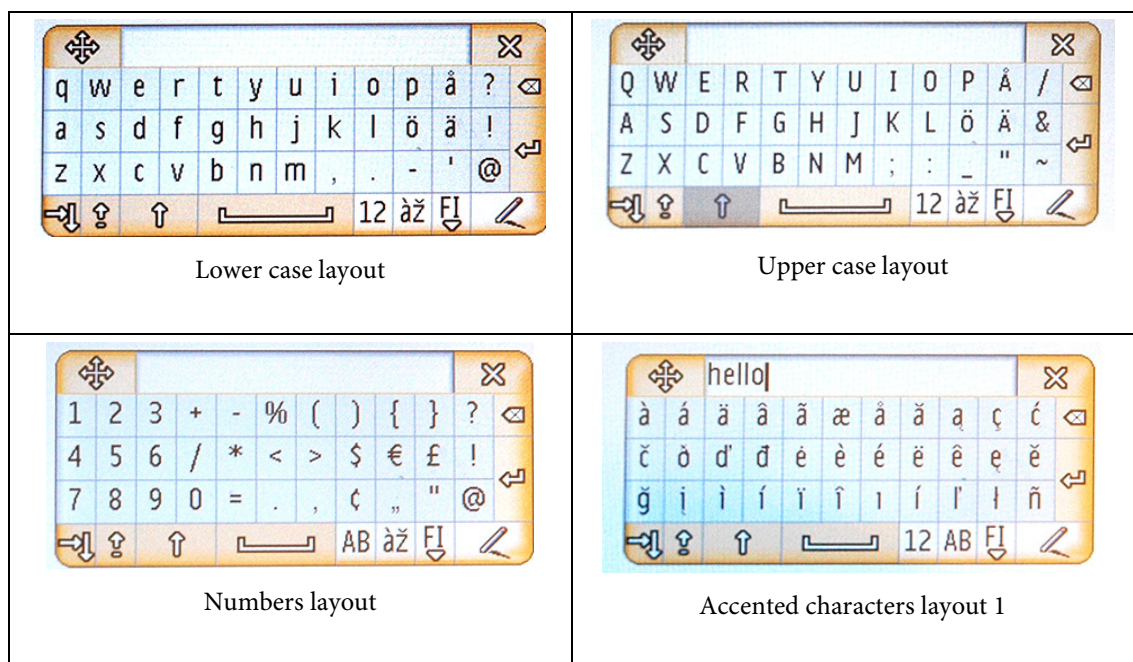 q w e r t y u i o p å ?
a s d f g h j k l ö ä !
z x c v b n m , . - ' @
12 àž FI
Lower case layout
Q W E R T Y U I O P Å /
A S D F G H J K L Ö Ä &
Z X C V B N M ; : _ " ~
12 àž FI
Upper case layout
1 2 3 + - % ( ) { } ?
4 5 6 / * < > $ € £ !
7 8 9 0 = . , ¢ „ " @
AB àž FI
Numbers layout
hello
à á ä â ã æ å ă ą ç ć
č ð ď đ ė è é ë ê ę ě
ğ į ì í ï î ı í ľ ł ñ
12 AB FI
Accented characters layout 1